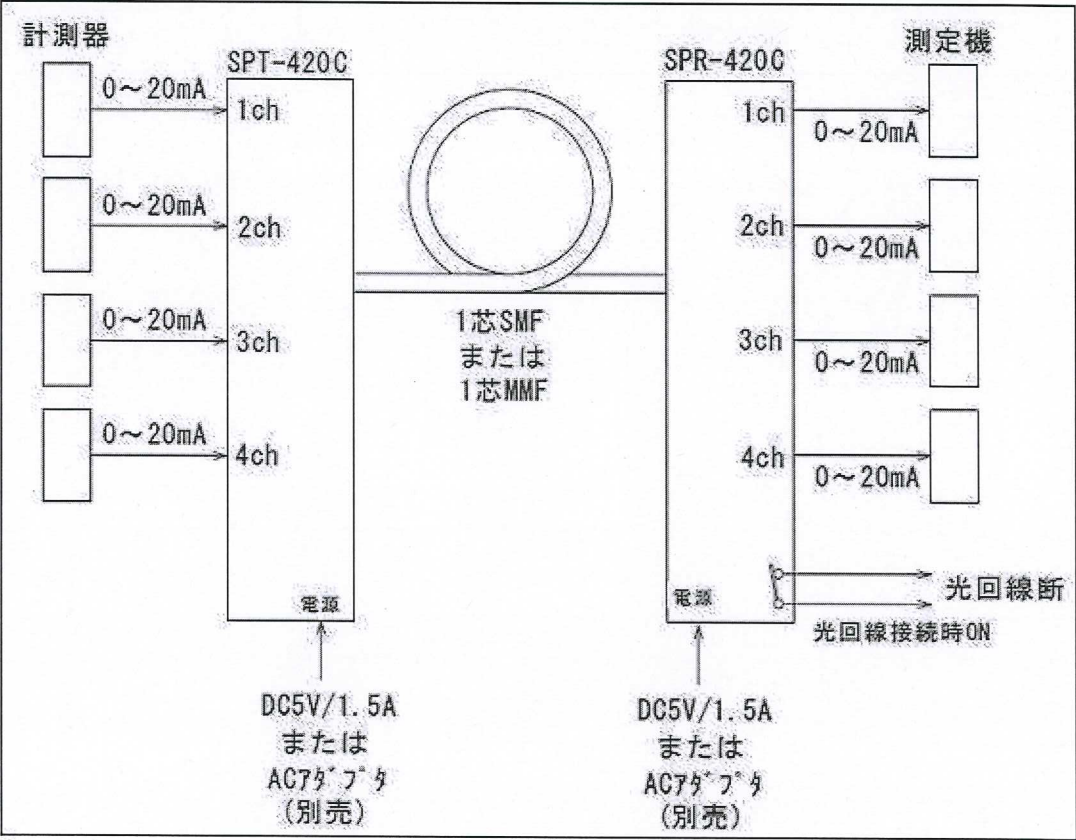 計測器
SPT-420C
SPR-420C
測定機
0～20mA
1ch
1ch
0～20mA
0～20mA
2ch
2ch
0～20mA
0～20mA
3ch
3ch
0～20mA
0～20mA
4ch
4ch
0～20mA
1芯SMF
または
1芯MMF
電源
電源
光回線断
光回線接続時ON
DC5V/1.5A
または
ACｱﾀﾞﾌﾟﾀ
(別売)
DC5V/1.5A
または
ACｱﾀﾞﾌﾟﾀ
(別売)